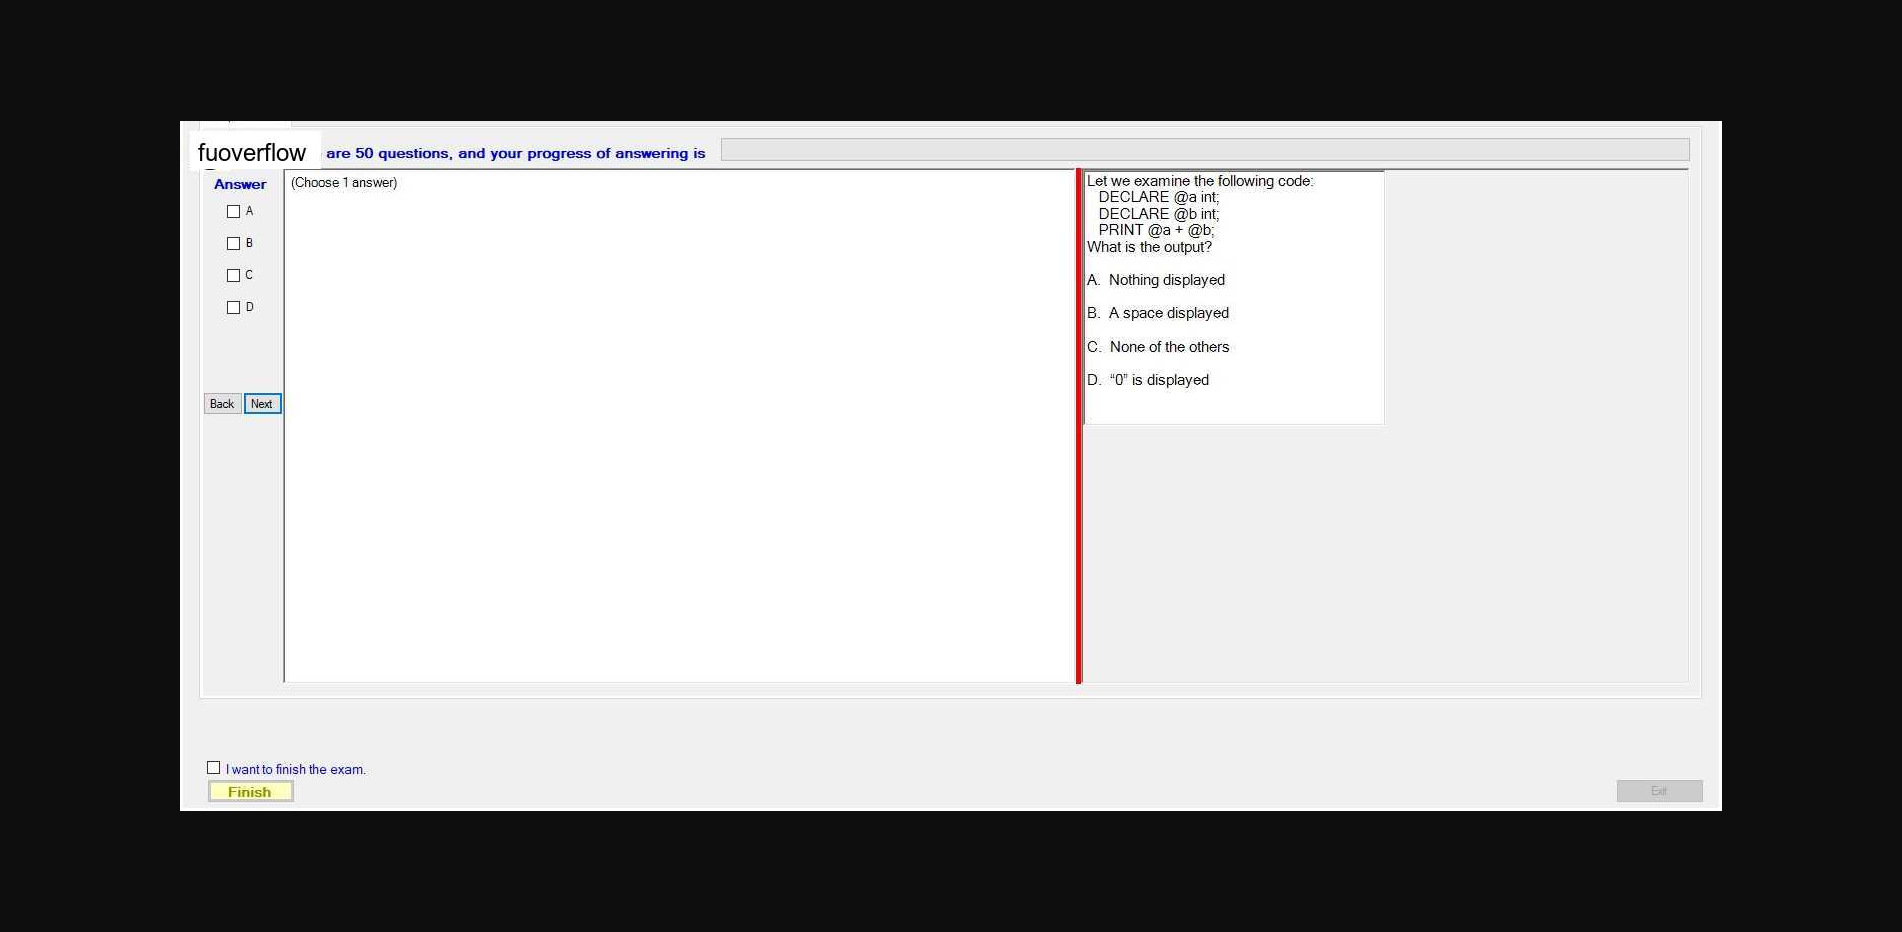 fuoverflow are 50 questions, and your progress of answering is
Answer
A
B
C
D
Back Next
(Choose 1 answer)
Let we examine the following code:
DECLARE @a int;
DECLARE @b int;
PRINT @a + @b;
What is the output?
A. Nothing displayed
B. A space displayed
C. None of the others
D. “0” is displayed
I want to finish the exam.
Finish
Exit